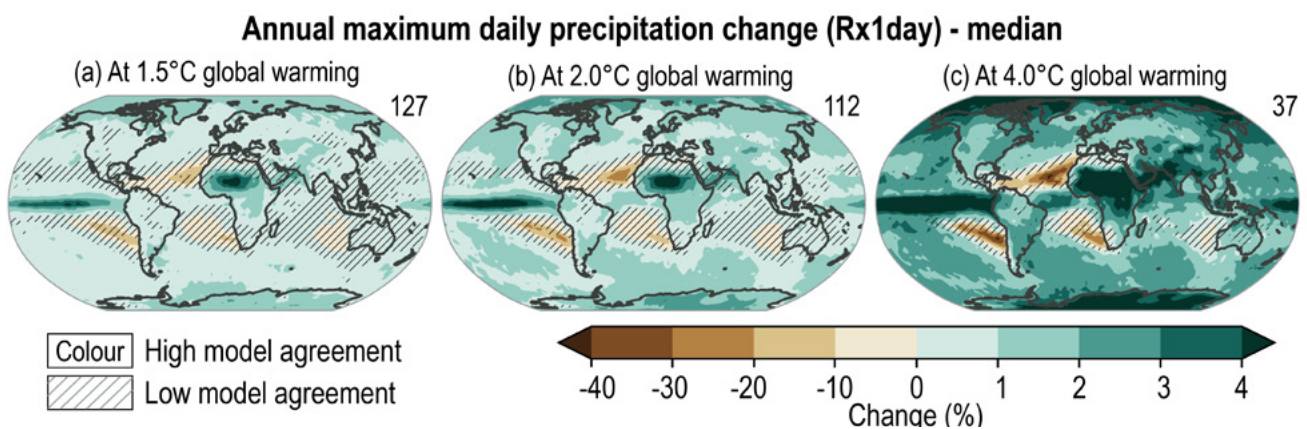 Annual maximum daily precipitation change (Rx1day) - median
(a) At 1.5°C global warming
127
(b) At 2.0°C global warming
112
(c) At 4.0°C global warming
37
Colour High model agreement
Low model agreement
-40 -30 -20 -10 0 1 2 3 4
Change (%)